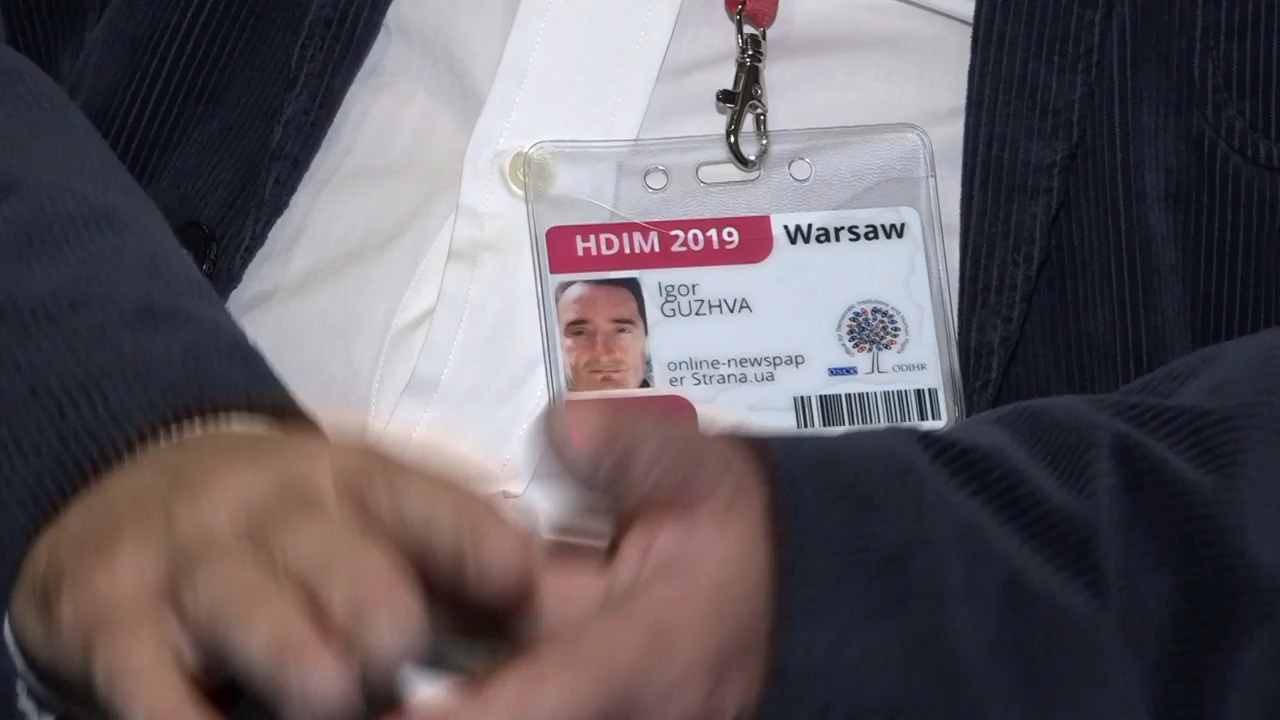 HDIM 2019 Warsaw
Igor
GUZHVA
online-newspap
er Strana.ua
OSCE ODIHR